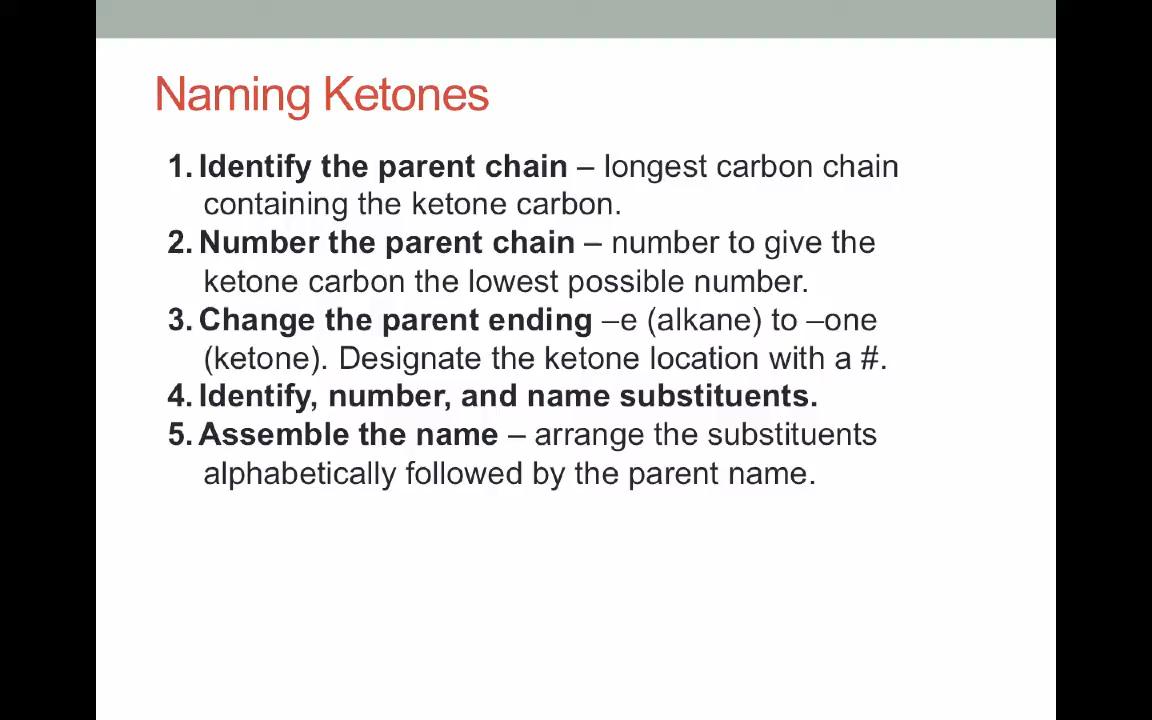 Naming Ketones
1. Identify the parent chain – longest carbon chain
containing the ketone carbon.
2. Number the parent chain – number to give the
ketone carbon the lowest possible number.
3. Change the parent ending –e (alkane) to –one
(ketone). Designate the ketone location with a #.
4. Identify, number, and name substituents.
5. Assemble the name – arrange the substituents
alphabetically followed by the parent name.